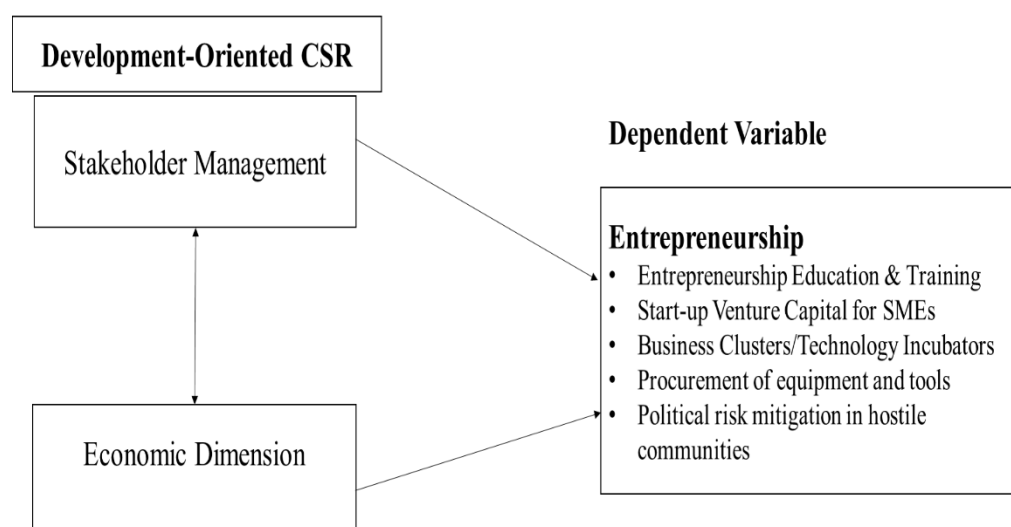 Development-Oriented CSR
Stakeholder Management
Economic Dimension
Dependent Variable
Entrepreneurship
• Entrepreneurship Education & Training
• Start-up Venture Capital for SMEs
• Business Clusters/Technology Incubators
• Procurement of equipment and tools
• Political risk mitigation in hostile
communities